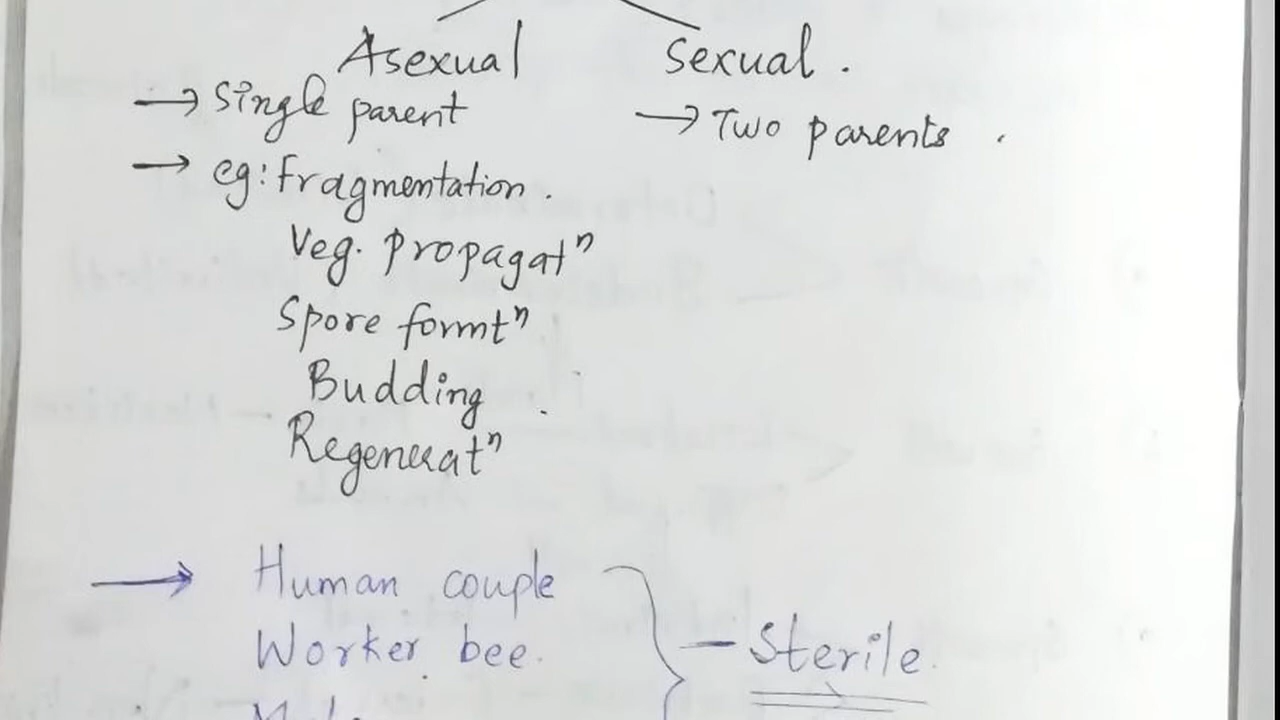 Asexual Sexual.
→ Single parent → Two parents.
→ eg: fragmentation.
Veg. propagatⁿ
Spore formtⁿ
Budding
Regeneratⁿ
→ Human couple
Worker bee.
– Sterile